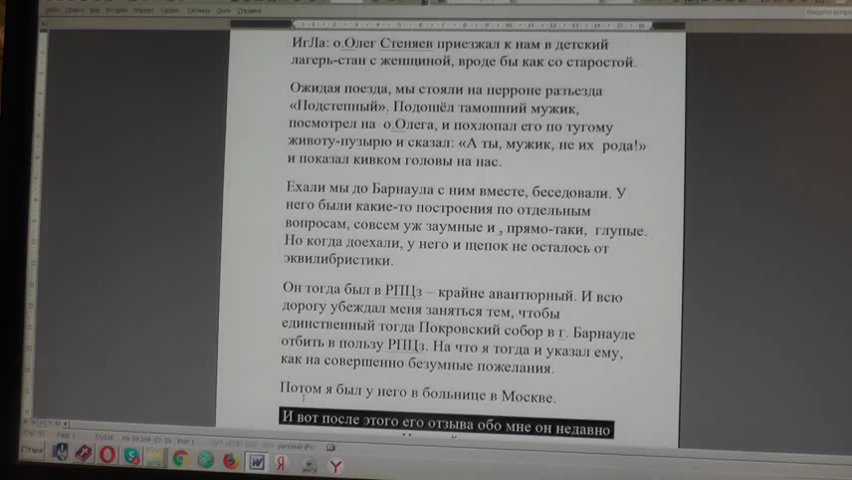 ИгЛа: о.Олег Стеняев приезжал к нам в детский
лагерь-стан с женщиной, вроде бы как со старостой.
Ожидая поезда, мы стояли на перроне разъезда
«Подстепный». Подошёл тамошний мужик,
посмотрел на о.Олега, и похлопал его по тугому
животу-пузырю и сказал: «А ты, мужик, не их рода!»
и показал кивком головы на нас.
Ехали мы до Барнаула с ним вместе, беседовали. У
него были какие-то построения по отдельным
вопросам, совсем уж заумные и , прямо-таки, глупые.
Но когда доехали, у него и щепок не осталось от
эквилибристики.
Он тогда был в РПЦз – крайне авантюрный. И всю
дорогу убеждал меня заняться тем, чтобы
единственный тогда Покровский собор в г. Барнауле
отбить в пользу РПЦз. На что я тогда и указал ему,
как на совершенно безумные пожелания.
Потом я был у него в больнице в Москве.
И вот после этого его отзыва обо мне он недавно